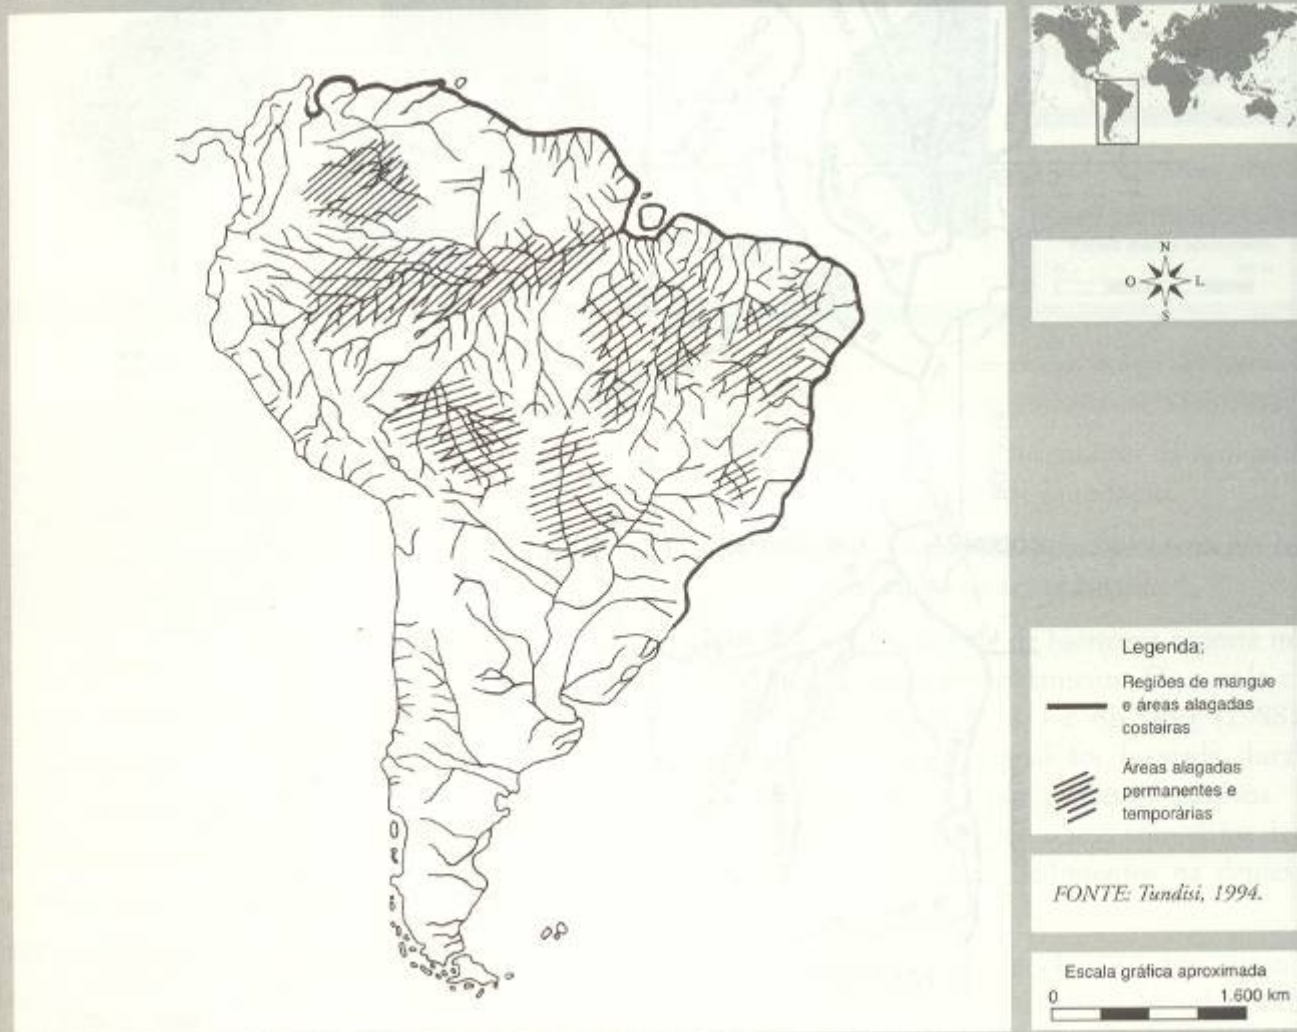 N
O L
S
Legenda:
Regiões de mangue
e áreas alagadas
costeiras
Áreas alagadas
permanentes e
temporárias
FONTE: Tundisi, 1994.
Escala gráfica aproximada
0 1.600 km